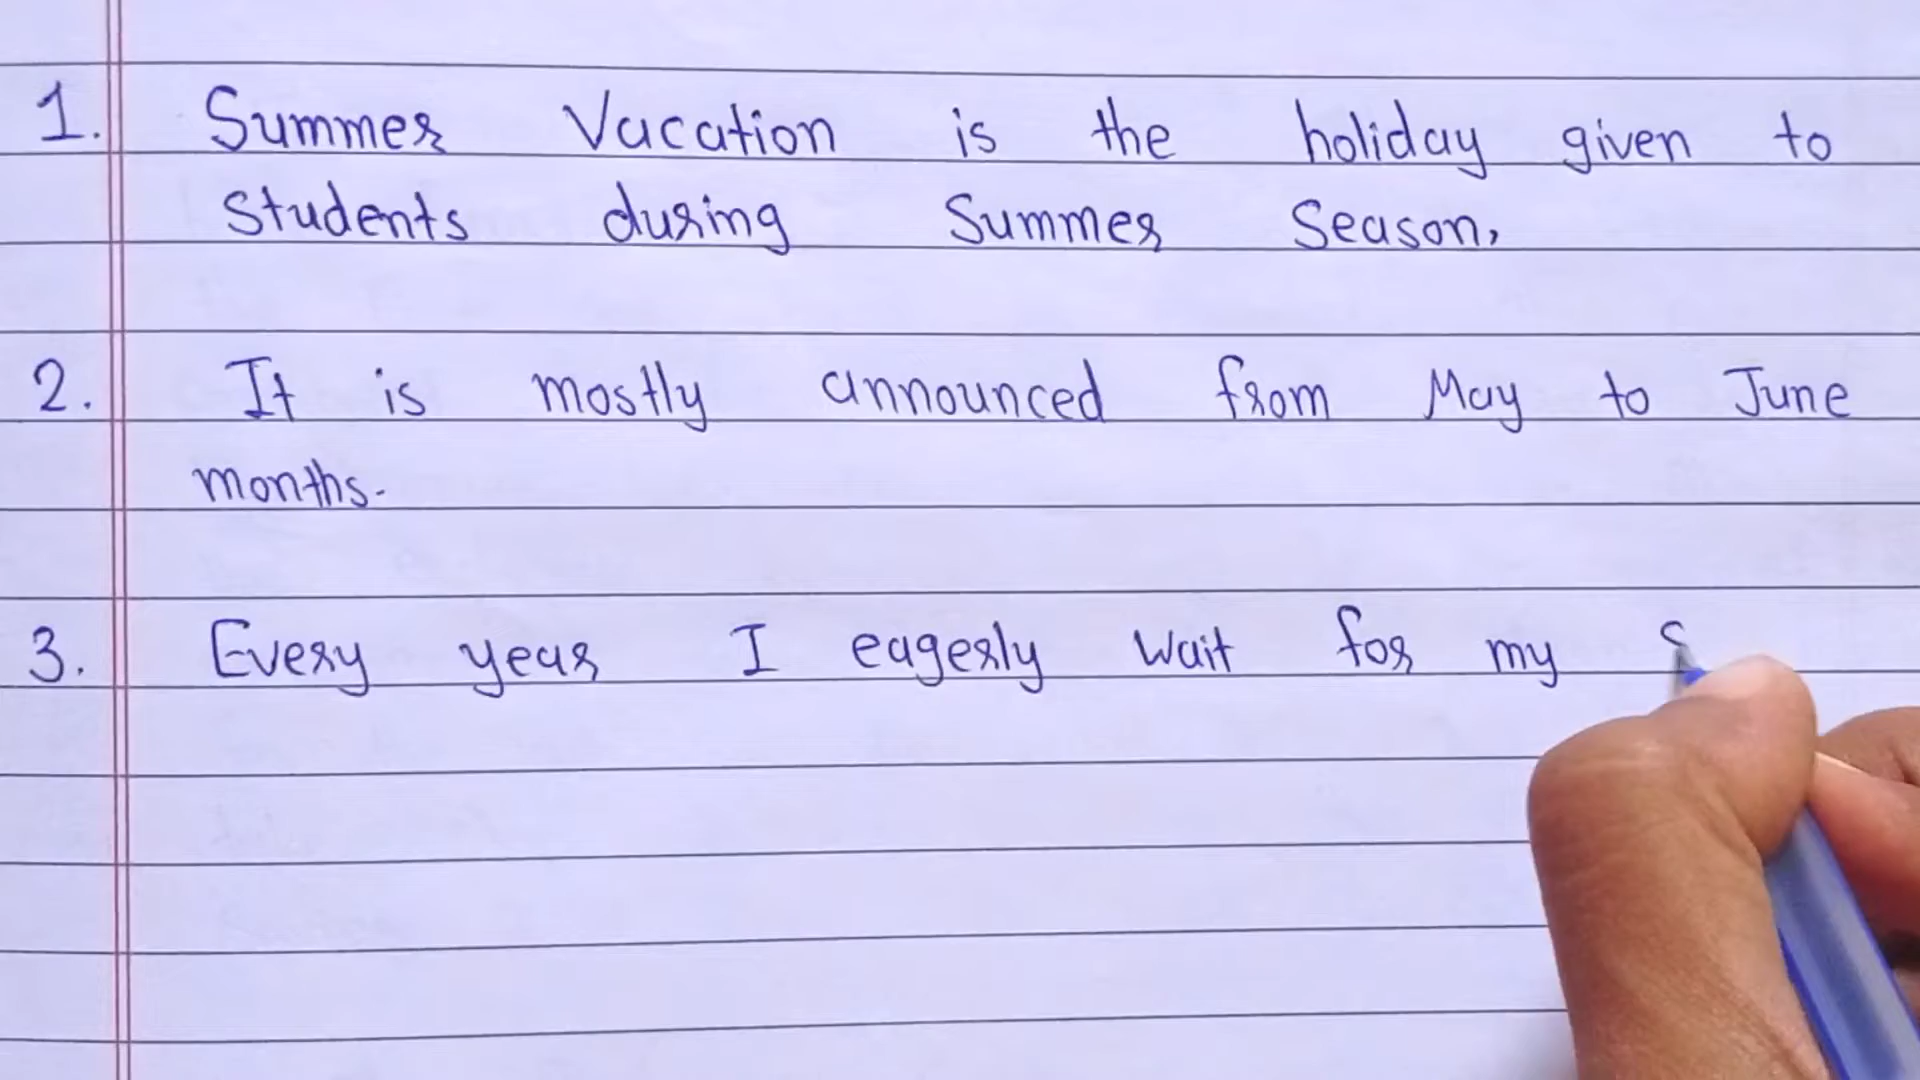 1. Summer Vacation is the holiday given to
Students during Summer Season,
2. It is mostly announced from May to June
months.
3. Every year I eagerly wait for my S